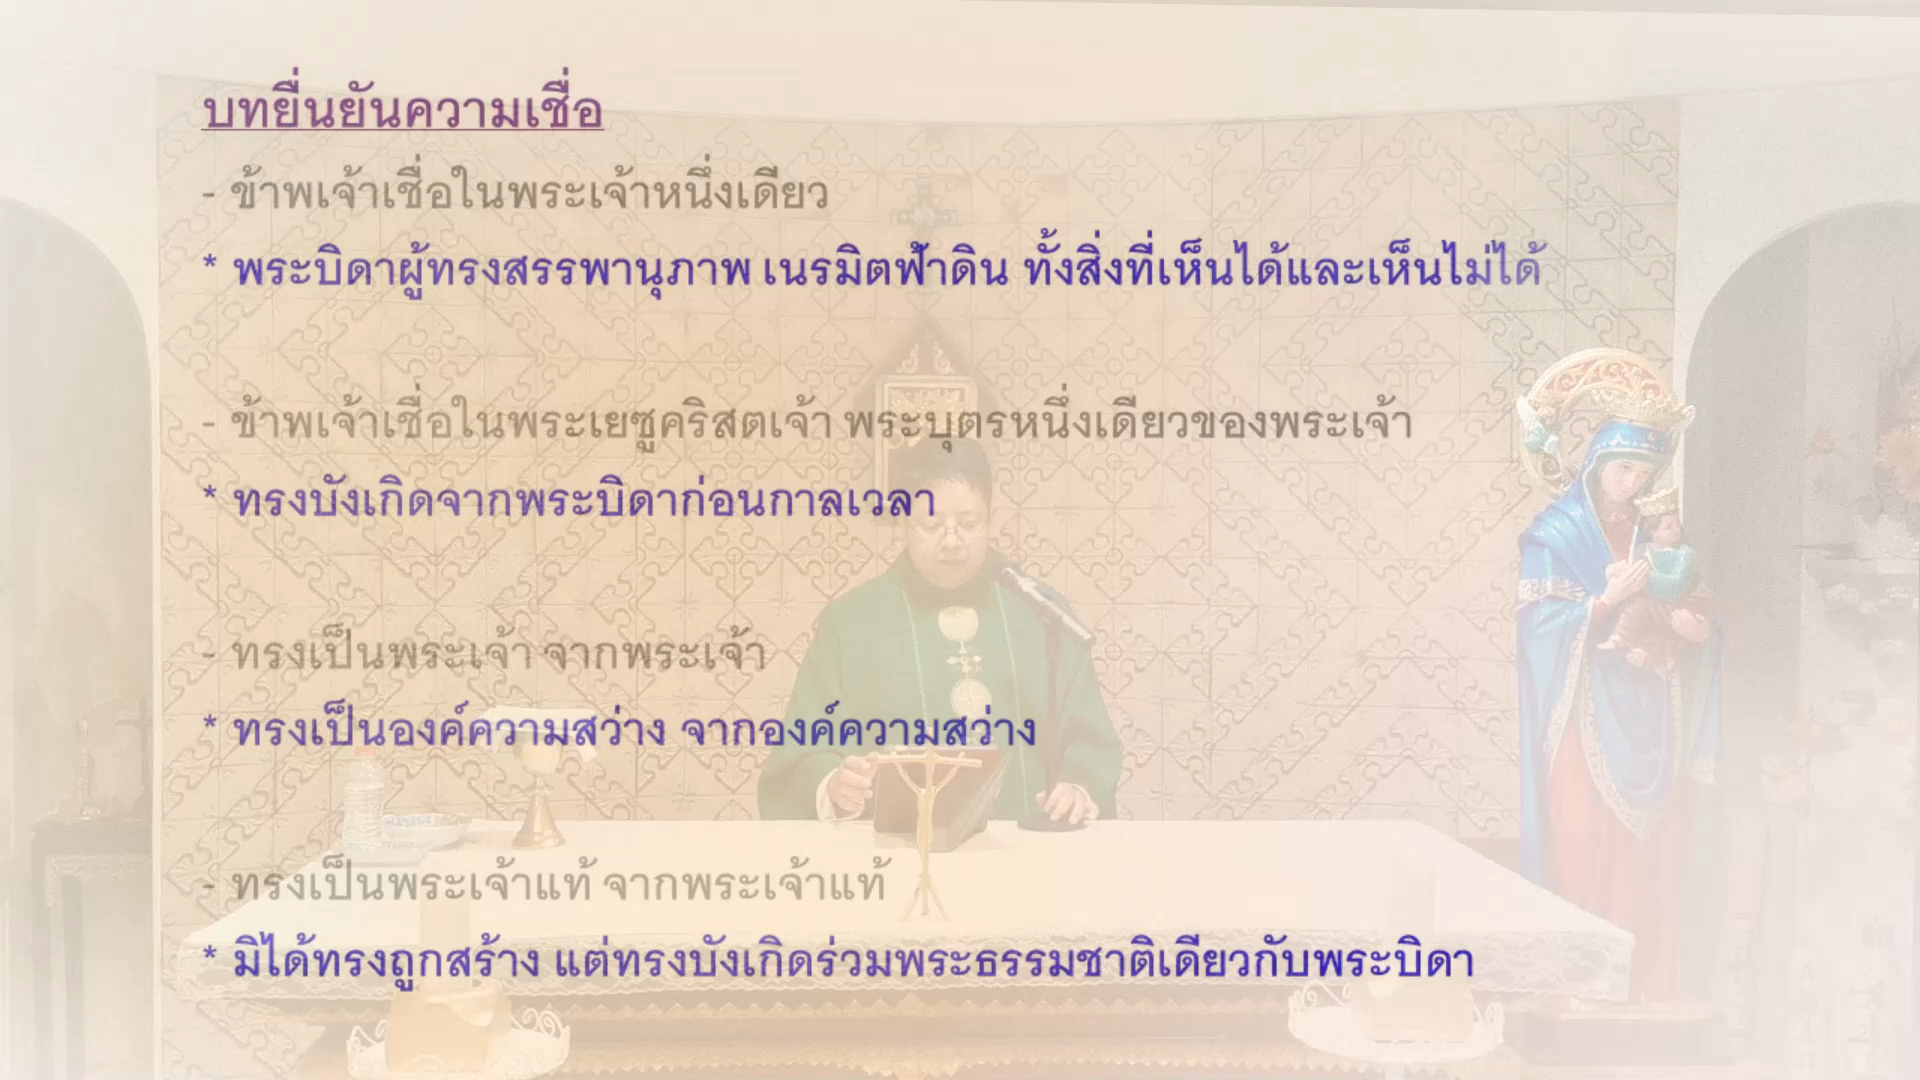 บทยื่นยันความเชื่อ
- ข้าพเจ้าเชื่อในพระเจ้าหนึ่งเดียว
* พระบิดาผู้ทรงสรรพานุภาพ เนรมิตฟ้าดิน ทั้งสิ่งที่เห็นได้และเห็นไม่ได้
- ข้าพเจ้าเชื่อในพระเยซูคริสตเจ้า พระบุตรหนึ่งเดียวของพระเจ้า
* ทรงบังเกิดจากพระบิดาก่อนกาลเวลา
- ทรงเป็นพระเจ้า จากพระเจ้า
* ทรงเป็นองค์ความสว่าง จากองค์ความสว่าง
- ทรงเป็นพระเจ้าแท้ จากพระเจ้าแท้
* มิได้ทรงถูกสร้าง แต่ทรงบังเกิดร่วมพระธรรมชาติเดียวกับพระบิดา